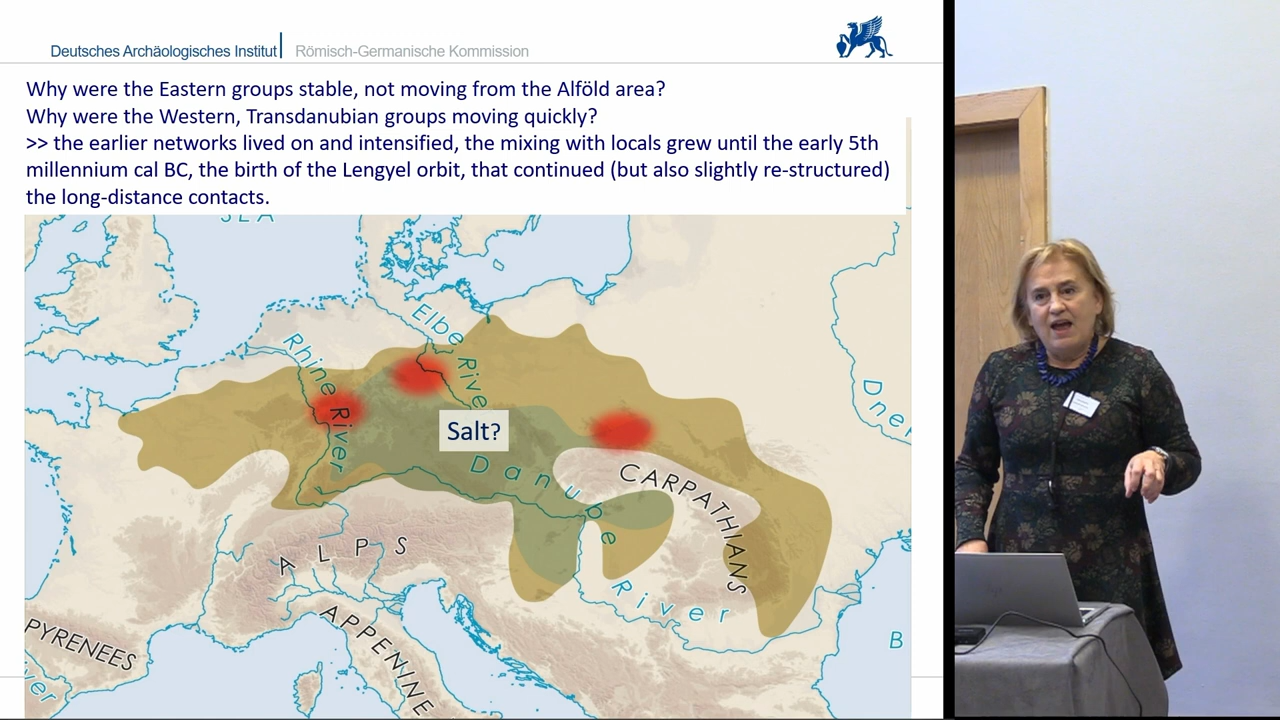 Deutsches Archäologisches Institut Römisch-Germanische Kommission
Why were the Eastern groups stable, not moving from the Alföld area?
Why were the Western, Transdanubian groups moving quickly?
>> the earlier networks lived on and intensified, the mixing with locals grew until the early 5th
millennium cal BC, the birth of the Lengyel orbit, that continued (but also slightly re-structured)
the long-distance contacts.
SEA
Elbe River
Rhine River
Dne
Salt?
Danube River
CARPATHIANS
ALPS
APPENNINE
PYRENEES
B
ver